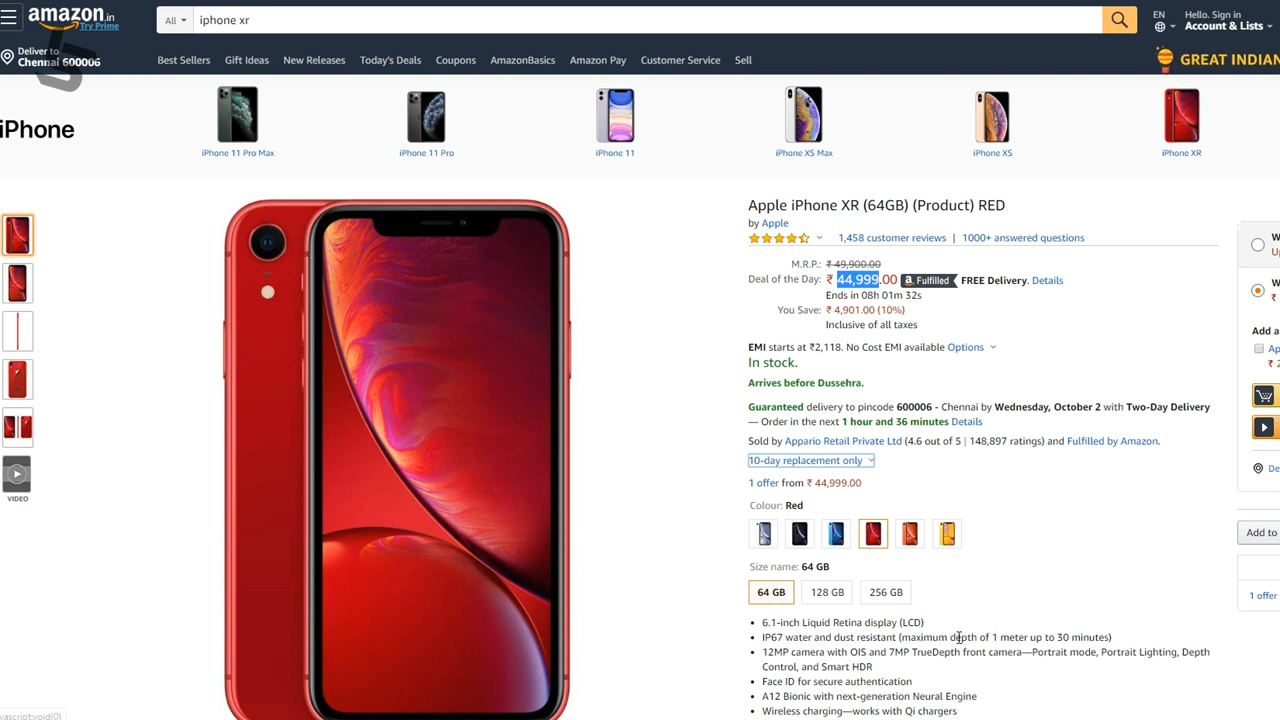 amazon.in
Try Prime
All
iphone xr
EN
Hello. Sign in
Account & Lists
Deliver to
Chennai 600006
Best Sellers
Gift Ideas
New Releases
Today's Deals
Coupons
AmazonBasics
Amazon Pay
Customer Service
Sell
GREAT INDIAN
iPhone
iPhone 11 Pro Max
iPhone 11 Pro
iPhone 11
iPhone XS Max
iPhone XS
iPhone XR
Apple iPhone XR (64GB) (Product) RED
by Apple
1,458 customer reviews | 1000+ answered questions
M.R.P.: ₹ 49,900.00
Deal of the Day: ₹ 44,999.00 a Fulfilled FREE Delivery. Details
Ends in 08h 01m 32s
You Save: ₹ 4,901.00 (10%)
Inclusive of all taxes
EMI starts at ₹2,118. No Cost EMI available Options
In stock.
Arrives before Dussehra.
Guaranteed delivery to pincode 600006 - Chennai by Wednesday, October 2 with Two-Day Delivery
— Order in the next 1 hour and 36 minutes Details
Sold by Appario Retail Private Ltd (4.6 out of 5 | 148,897 ratings) and Fulfilled by Amazon.
10-day replacement only
1 offer from ₹ 44,999.00
Colour: Red
Size name: 64 GB
64 GB
128 GB
256 GB
• 6.1-inch Liquid Retina display (LCD)
• IP67 water and dust resistant (maximum depth of 1 meter up to 30 minutes)
• 12MP camera with OIS and 7MP TrueDepth front camera—Portrait mode, Portrait Lighting, Depth
Control, and Smart HDR
• Face ID for secure authentication
• A12 Bionic with next-generation Neural Engine
• Wireless charging—works with Qi chargers
VIDEO
W
Up
W
₹
Add a
Ap
₹ 2
De
Add to
1 offer
vascript:void(0)